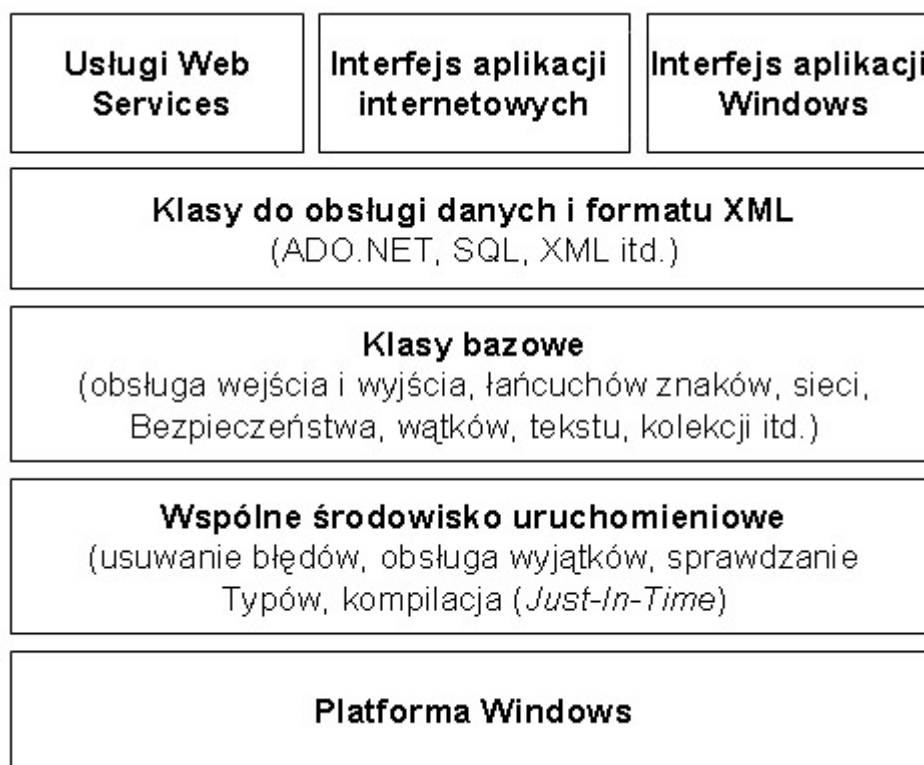 Usługi Web
Services
Interfejs aplikacji
internetowych
Interfejs aplikacji
Windows
Klasy do obsługi danych i formatu XML
(ADO.NET, SQL, XML itd.)
Klasy bazowe
(obsługa wejścia i wyjścia, łańcuchów znaków, sieci,
Bezpieczeństwa, wątków, tekstu, kolekcji itd.)
Wspólne środowisko uruchomieniowe
(usuwanie błędów, obsługa wyjątków, sprawdzanie
Typów, kompilacja (Just-In-Time)
Platforma Windows